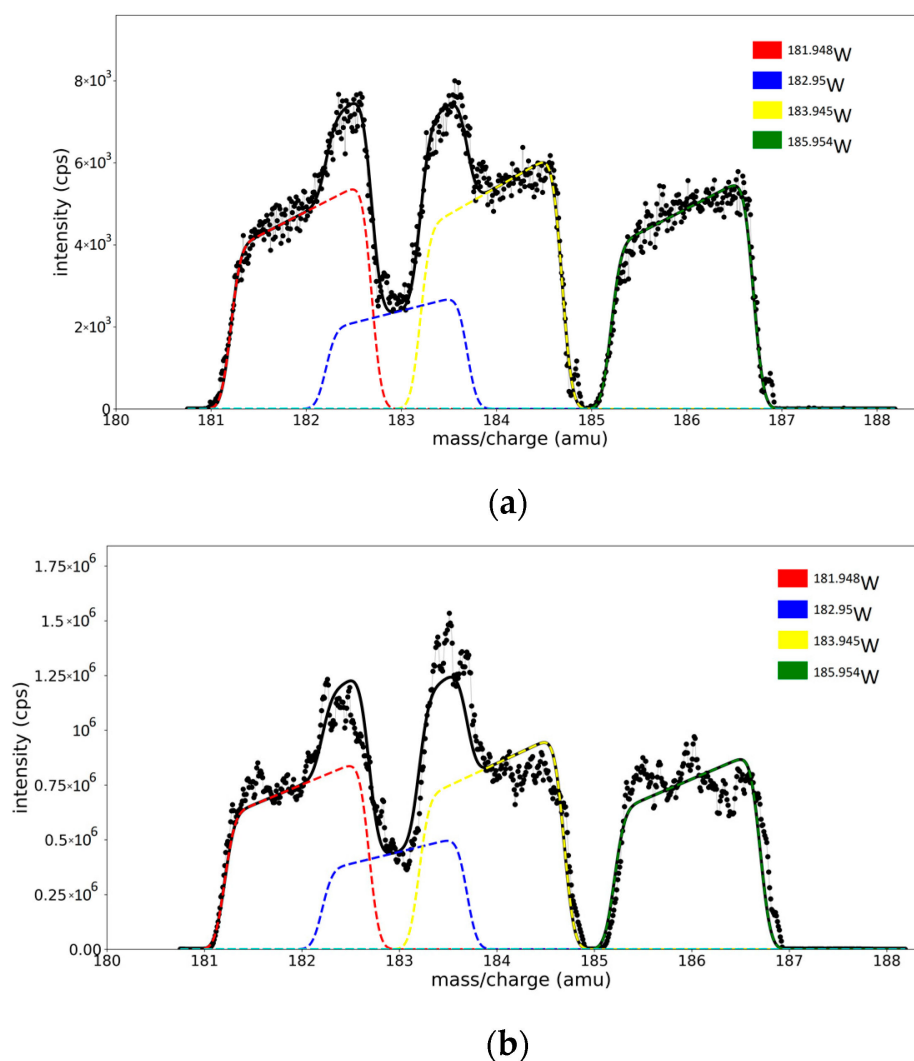 181.948W
182.95W
183.945W
185.954W
intensity (cps)
8×10³
6×10³
4×10³
2×10³
0
180 181 182 183 184 185 186 187 188
mass/charge (amu)
(a)
181.948W
182.95W
183.945W
185.954W
intensity (cps)
1.75×10⁶
1.5×10⁶
1.25×10⁶
10⁶
0.75×10⁶
0.5×10⁶
0.25×10⁶
0.00
180 181 182 183 184 185 186 187 188
mass/charge (amu)
(b)